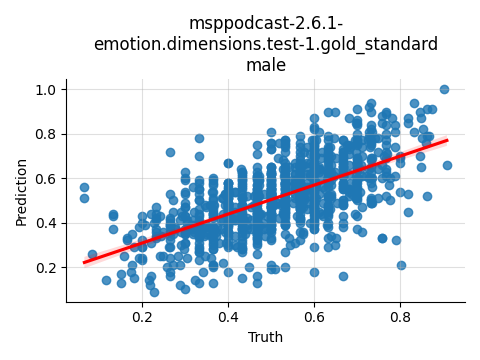 msppodcast-2.6.1-
emotion.dimensions.test-1.gold_standard
male
1.0
0.8
0.6
0.4
0.2
Prediction
0.2
0.4
0.6
0.8
Truth